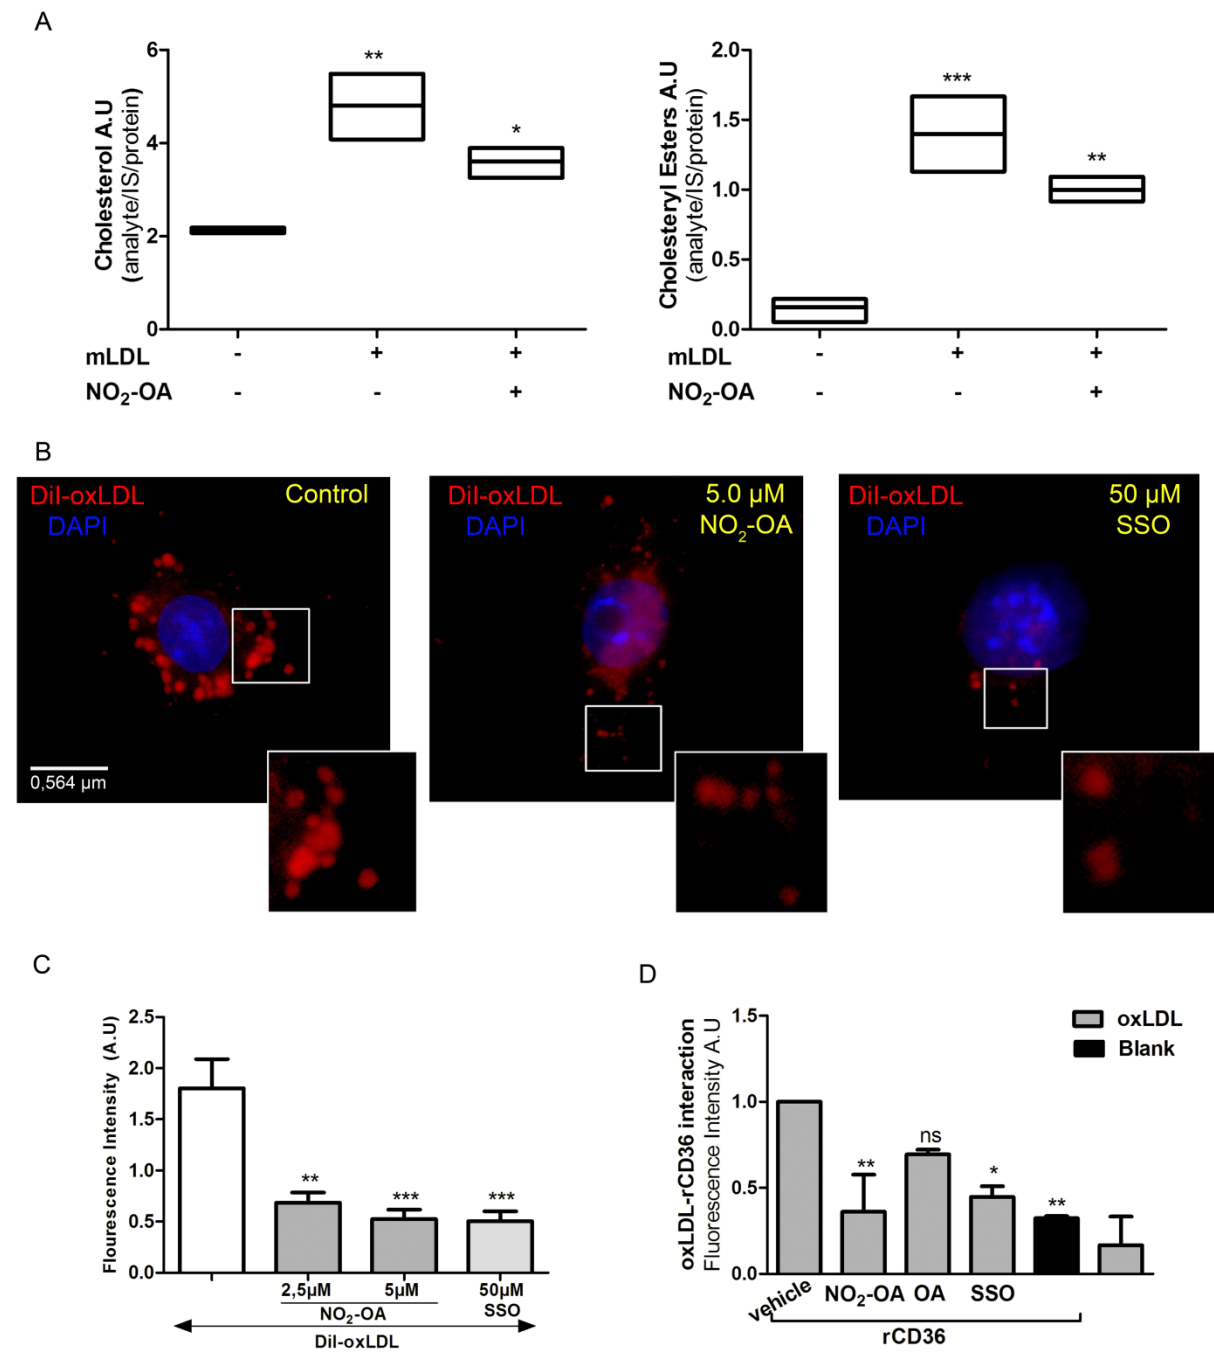 A
Cholesterol A.U
(analyte/IS/protein)
6
4
2
0
**
*
mLDL - + +
NO2-OA - - +
Cholesteryl Esters A.U
(analyte/IS/protein)
2.0
1.5
1.0
0.5
0.0
***
**
mLDL - + +
NO2-OA - - +
B
DiI-oxLDL Control
DAPI
0,564 µm
DiI-oxLDL 5.0 µM
DAPI NO2-OA
DiI-oxLDL 50 µM
DAPI SSO
C
Flourescence Intensity (A.U)
2.5
2.0
1.5
1.0
0.5
0.0
** *** ***
2,5µM 5µM 50µM
NO2-OA SSO
DiI-oxLDL
D
oxLDL-rCD36 interaction
Fluorescence Intensity A.U
1.5
1.0
0.5
0.0
oxLDL
Blank
** ns * **
vehicle NO2-OA OA SSO
rCD36